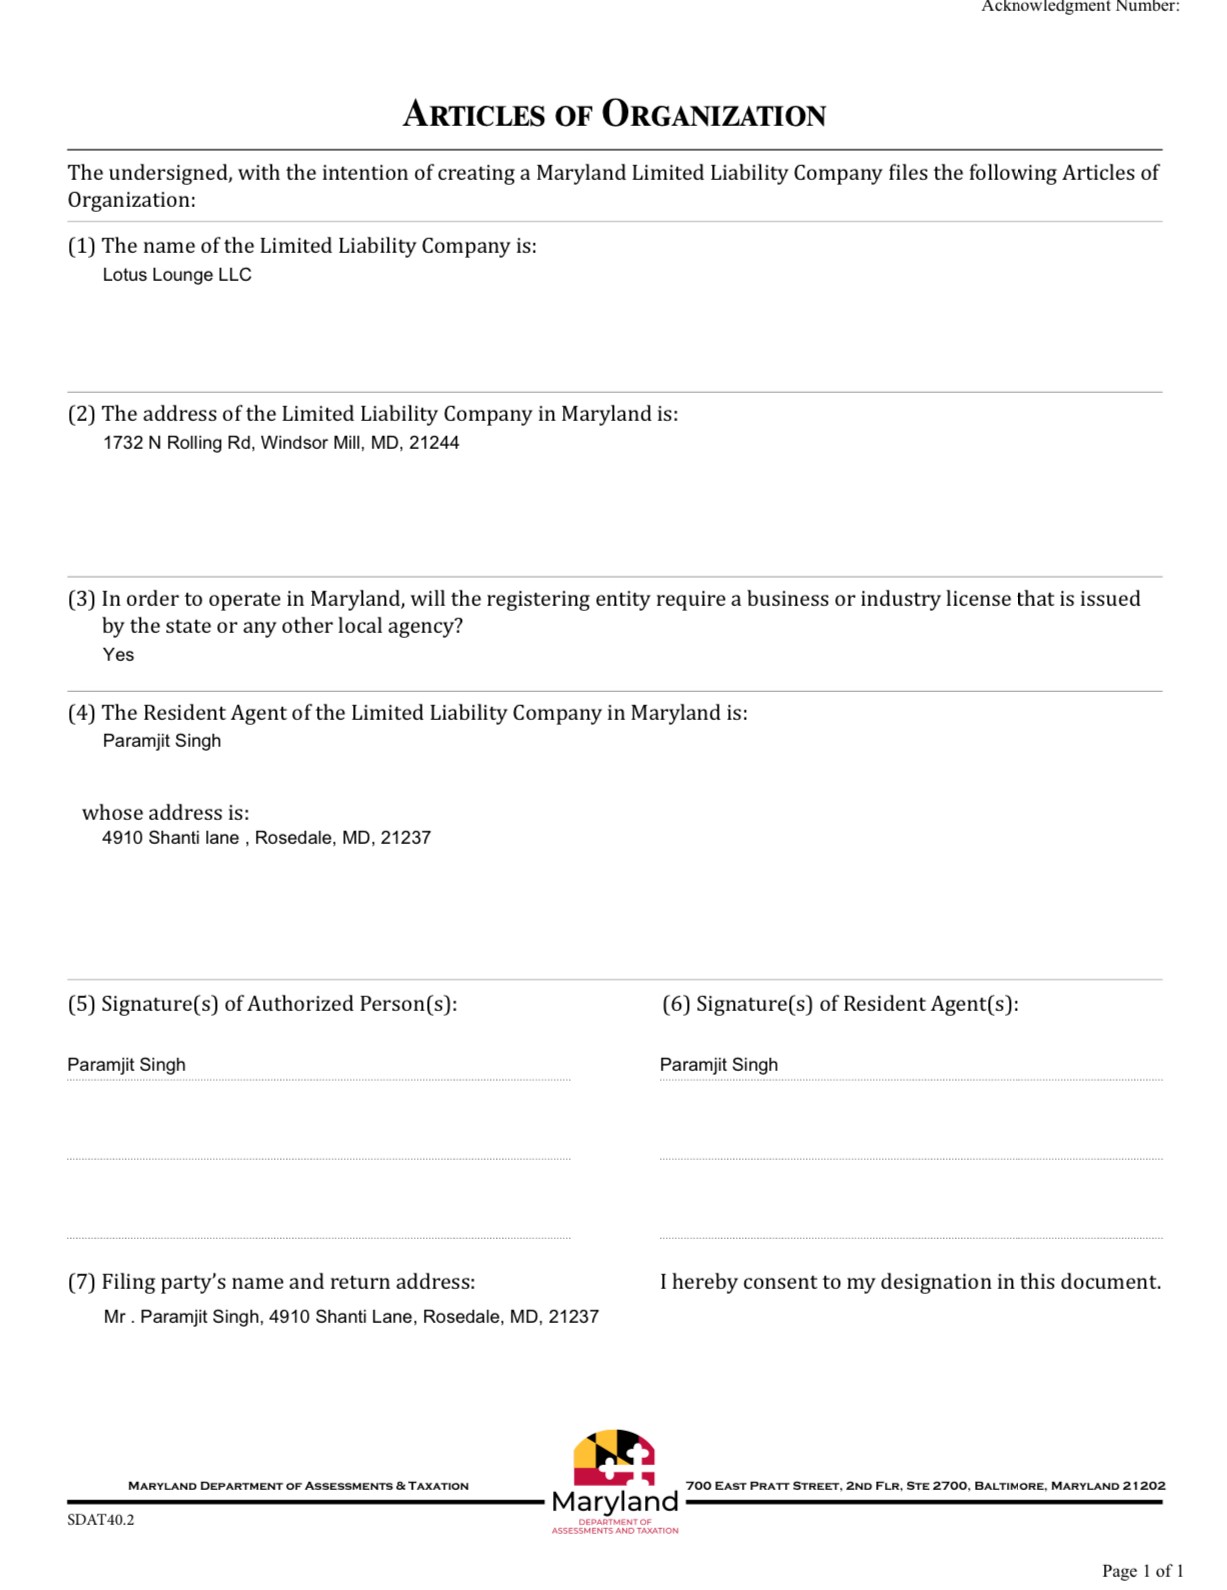 Acknowledgment Number:
ARTICLES OF ORGANIZATION
The undersigned, with the intention of creating a Maryland Limited Liability Company files the following Articles of
Organization:
(1) The name of the Limited Liability Company is:
Lotus Lounge LLC
(2) The address of the Limited Liability Company in Maryland is:
1732 N Rolling Rd, Windsor Mill, MD, 21244
(3) In order to operate in Maryland, will the registering entity require a business or industry license that is issued
by the state or any other local agency?
Yes
(4) The Resident Agent of the Limited Liability Company in Maryland is:
Paramjit Singh
whose address is:
4910 Shanti lane , Rosedale, MD, 21237
(5) Signature(s) of Authorized Person(s):
(6) Signature(s) of Resident Agent(s):
Paramjit Singh
Paramjit Singh
(7) Filing party's name and return address:
I hereby consent to my designation in this document.
Mr . Paramjit Singh, 4910 Shanti Lane, Rosedale, MD, 21237
MARYLAND DEPARTMENT OF ASSESSMENTS & TAXATION
Maryland
DEPARTMENT OF
ASSESSMENTS AND TAXATION
700 EAST PRATT STREET, 2ND FLR, STE 2700, BALTIMORE, MARYLAND 21202
SDAT40.2
Page 1 of 1